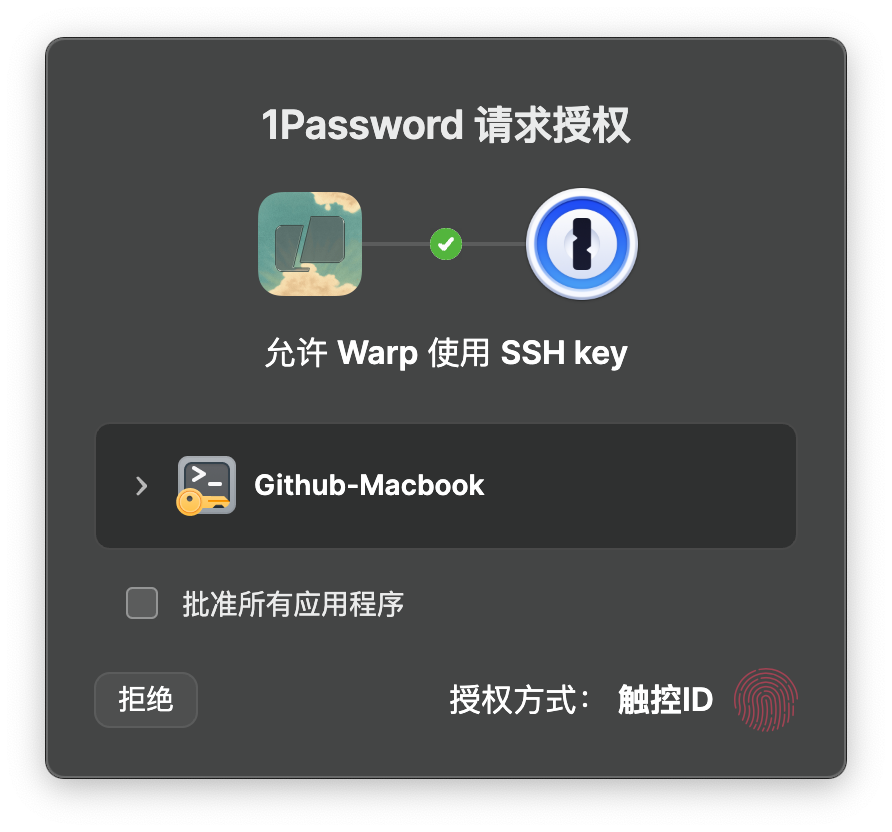 1Password 请求授权
允许 Warp 使用 SSH key
Github-Macbook
批准所有应用程序
拒绝
授权方式： 触控ID